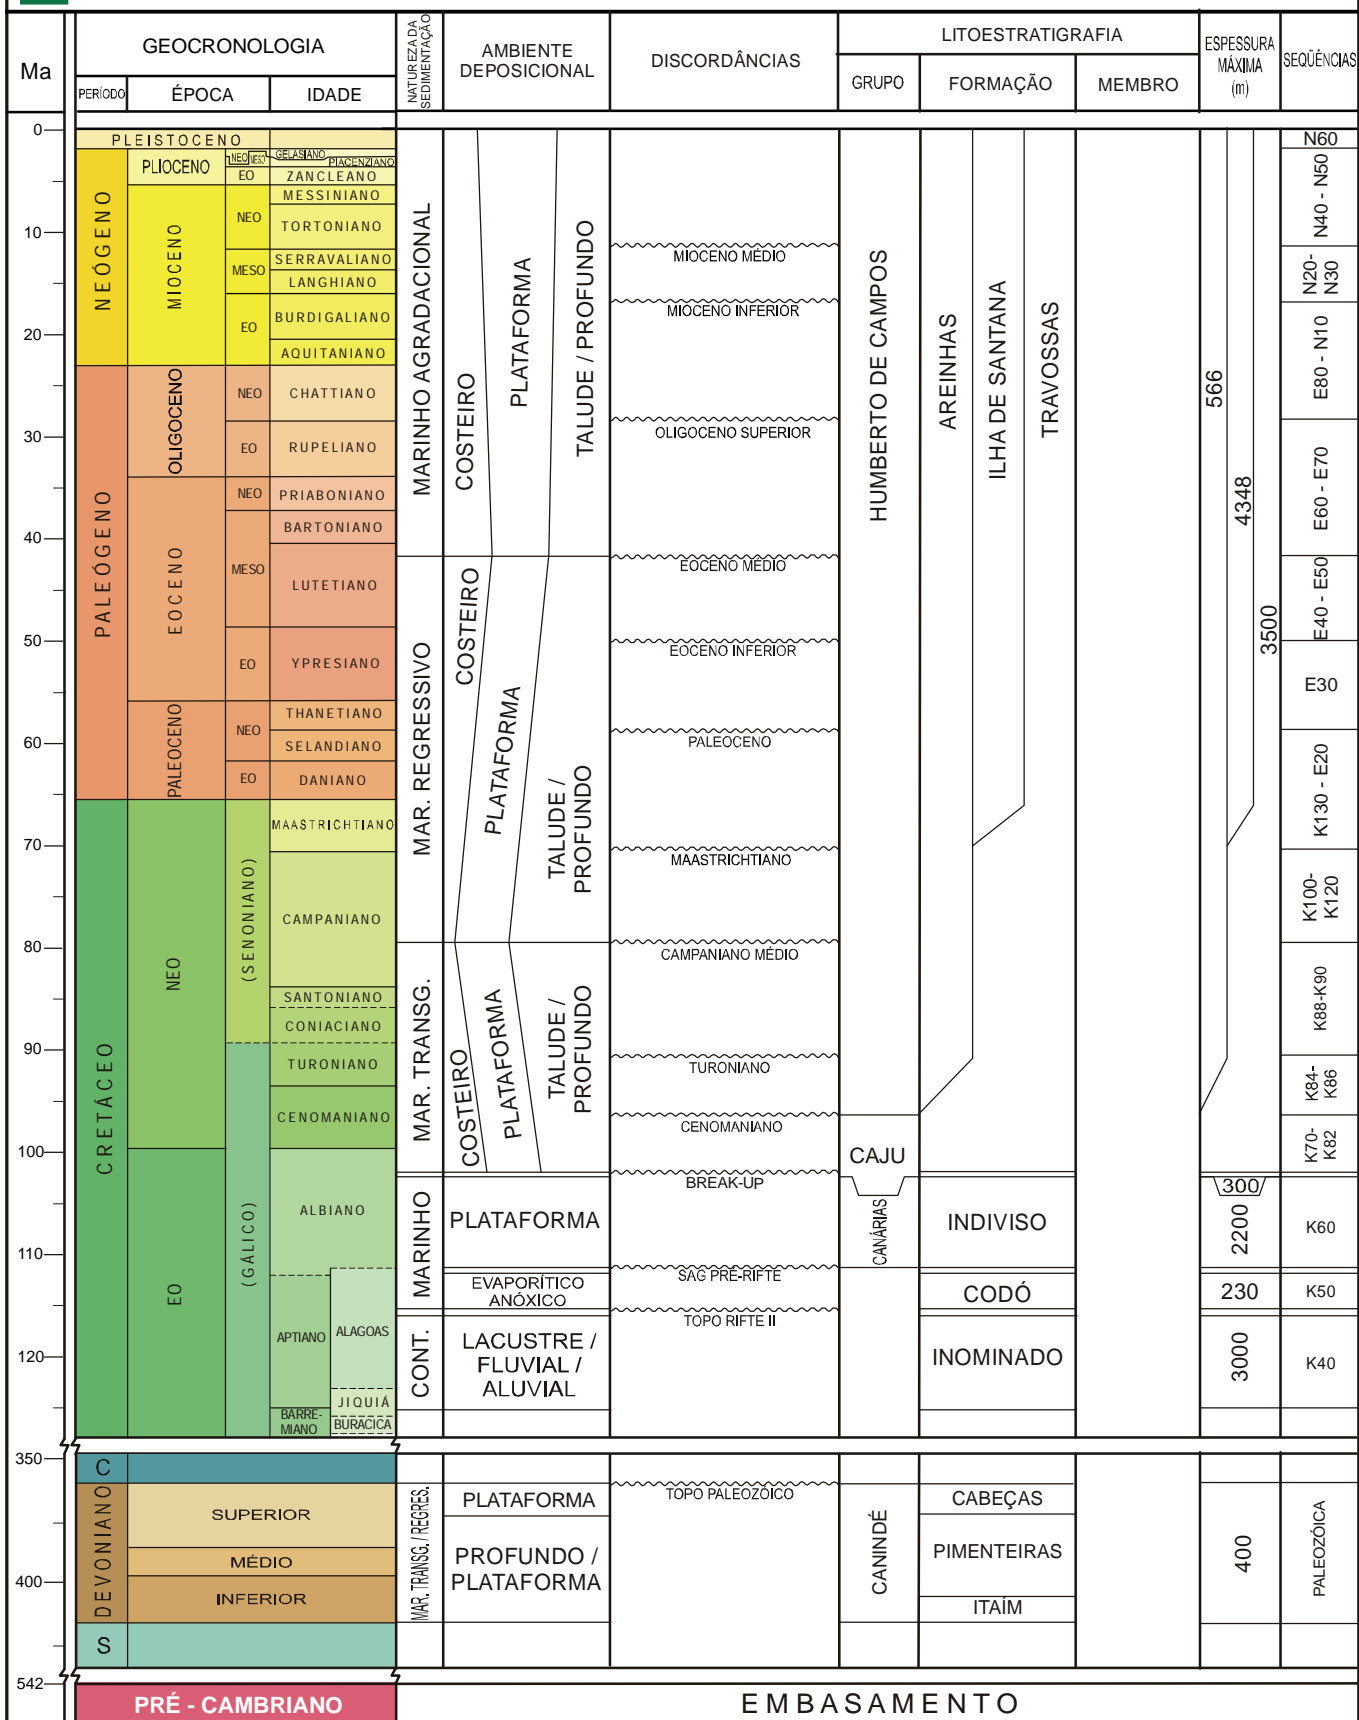 Ma
GEOCRONOLOGIA
PERÍODO
ÉPOCA
IDADE
NATUREZA DA
SEDIMENTAÇÃO
AMBIENTE
DEPOSICIONAL
DISCORDÂNCIAS
LITOESTRATIGRAFIA
GRUPO
FORMAÇÃO
MEMBRO
ESPESSURA
MÁXIMA
(m)
SEQÜÊNCIAS
0
10
20
30
40
50
60
70
80
90
100
110
120
350
400
542
PLEISTOCENO
NEÓGENO
PALEÓGENO
CRETÁCEO
C
DEVONIANO
S
PRÉ - CAMBRIANO
PLIOCENO
MIOCENO
OLIGOCENO
EOCENO
PALEOCENO
NEO
EO
SUPERIOR
MÉDIO
INFERIOR
NEO
MESO
EO
NEO
MESO
EO
NEO
EO
NEO
MESO
EO
NEO
EO
(SENONIANO)
(GÁLICO)
GELASIANO
PIACENZIANO
ZANCLEANO
MESSINIANO
TORTONIANO
SERRAVALIANO
LANGHIANO
BURDIGALIANO
AQUITANIANO
CHATTIANO
RUPELIANO
PRIABONIANO
BARTONIANO
LUTETIANO
YPRESIANO
THANETIANO
SELANDIANO
DANIANO
MAASTRICHTIANO
CAMPANIANO
SANTONIANO
CONIACIANO
TURONIANO
CENOMANIANO
ALBIANO
APTIANO
ALAGOAS
JIQUIÁ
BARRE-
MIANO
BURACICA
MARINHO AGRADACIONAL
MAR. REGRESSIVO
MAR. TRANSG.
MARINHO
CONT.
MAR. TRANSG. / REGRES.
COSTEIRO
PLATAFORMA
TALUDE / PROFUNDO
COSTEIRO
PLATAFORMA
TALUDE /
PROFUNDO
COSTEIRO
PLATAFORMA
TALUDE /
PROFUNDO
PLATAFORMA
EVAPORÍTICO
ANÓXICO
LACUSTRE /
FLUVIAL /
ALUVIAL
PLATAFORMA
PROFUNDO /
PLATAFORMA
MIOCENO MÉDIO
MIOCENO INFERIOR
OLIGOCENO SUPERIOR
EOCENO MÉDIO
EOCENO INFERIOR
PALEOCENO
MAASTRICHTIANO
CAMPANIANO MÉDIO
TURONIANO
CENOMANIANO
BREAK-UP
SAG PRÉ-RIFTE
TOPO RIFTE II
TOPO PALEOZÓICO
HUMBERTO DE CAMPOS
CAJU
CANÁRIAS
CANINDÉ
AREINHAS
ILHA DE SANTANA
TRAVOSSAS
INDIVISO
CODÓ
INOMINADO
CABEÇAS
PIMENTEIRAS
ITAÍM
566
4348
3500
300
2200
230
3000
400
N60
N40 - N50
N20-
N30
E80 - N10
E60 - E70
E40 - E50
E30
K130 - E20
K100-
K120
K88-K90
K84-
K86
K70-
K82
K60
K50
K40
PALEOZÓICA
EMBASAMENTO